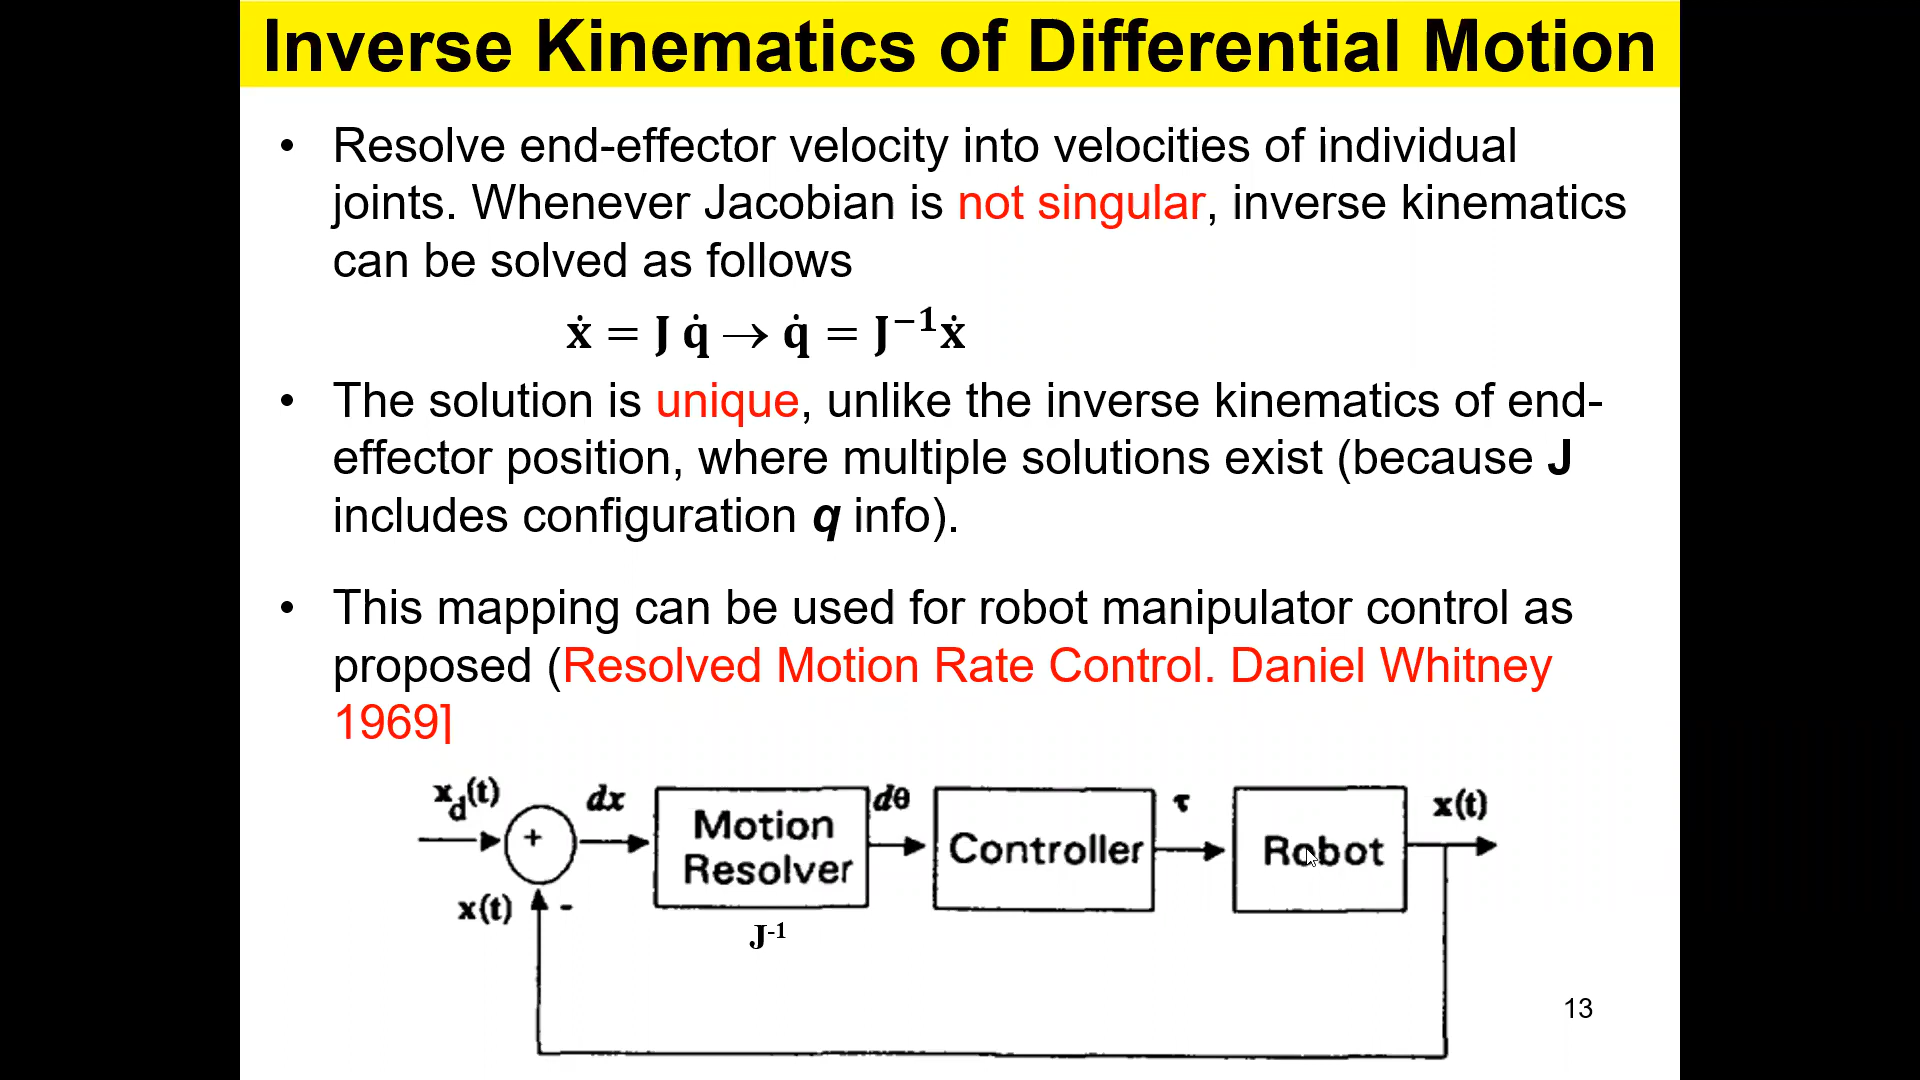 Inverse Kinematics of Differential Motion
• Resolve end-effector velocity into velocities of individual
joints. Whenever Jacobian is not singular, inverse kinematics
can be solved as follows
ẋ = J q̇ → q̇ = J⁻¹ẋ
• The solution is unique, unlike the inverse kinematics of end-
effector position, where multiple solutions exist (because J
includes configuration q info).
• This mapping can be used for robot manipulator control as
proposed (Resolved Motion Rate Control. Daniel Whitney
1969]
x_d(t)
+
x(t)
-
dx
Motion
Resolver
J⁻¹
dθ
Controller
τ
Robot
x(t)
13